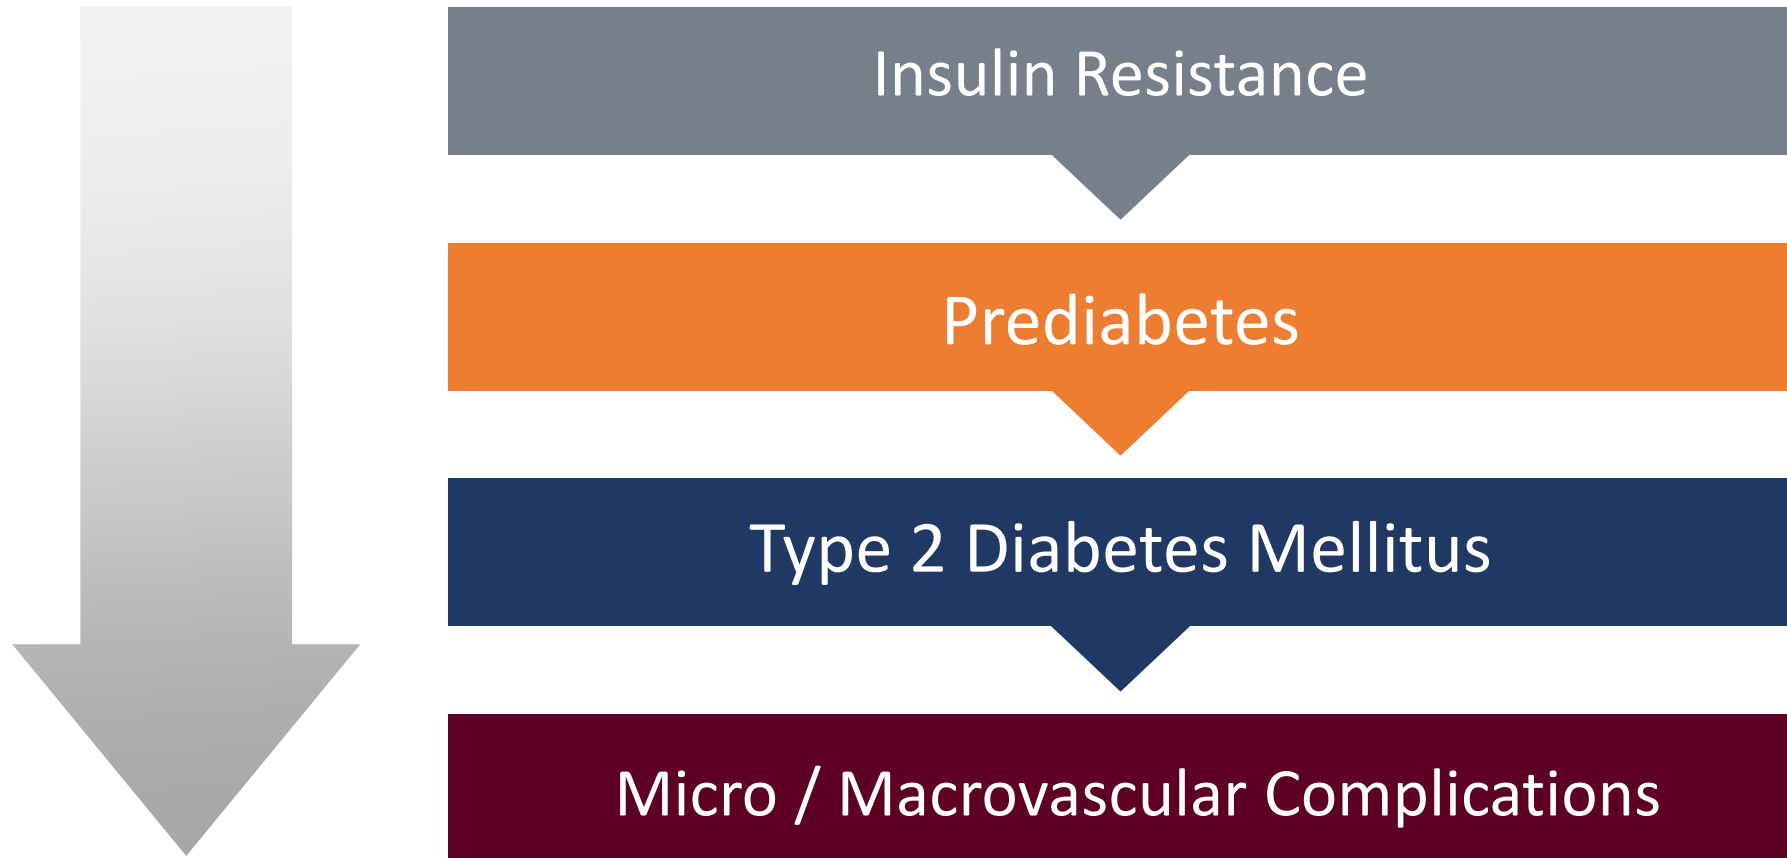 Insulin Resistance
Prediabetes
Type 2 Diabetes Mellitus
Micro / Macrovascular Complications